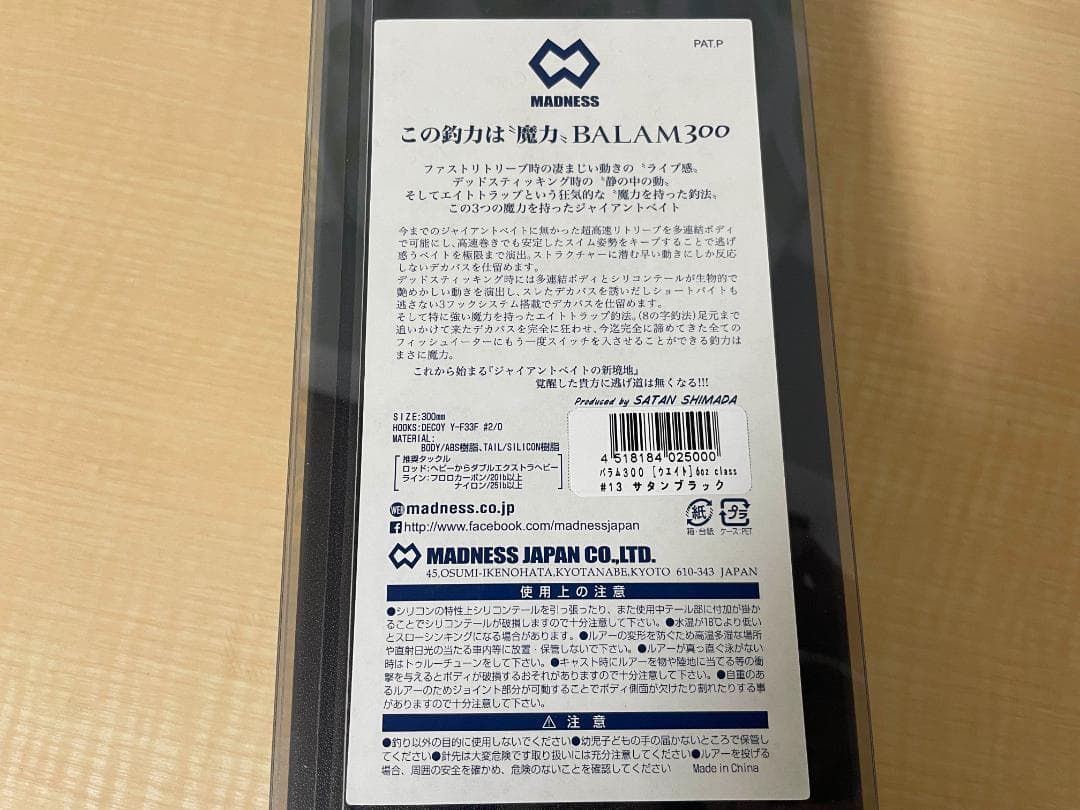 PAT.P
MADNESS
この釣力は〝魔力〟BALAM300
ファストリトリーブ時の凄まじい動きの〝ライブ感〟
デッドスティッキング時の〝静の中の動〟
そしてエイトトラップという狂気的な〝魔力を持った釣法〟
この3つの魔力を持ったジャイアントベイト
今までのジャイアントベイトに無かった超高速リトリーブを多連結ボディ
で可能にし、高速巻きでも安定したスイム姿勢をキープすることで逃げ
惑うベイトを極限まで演出。ストラクチャーに潜む早い動きにしか反応
しないデカバスを仕留めます。
デッドスティッキング時には多連結ボディとシリコンテールが生物的で
艶めかしい動きを演出し、スレたデカバスを誘いだしショートバイトも
逃さない3フックシステム搭載でデカバスを仕留めます。
そして特に強い魔力を持ったエイトトラップ釣法。(8の字釣法)足元まで
追いかけて来たデカバスを完全に狂わせ、今迄完全に諦めてきた全ての
フィッシュイーターにもう一度スイッチを入させることができる釣力は
まさに魔力。
これから始まる『ジャイアントベイトの新境地』
覚醒した貴方に逃げ道は無くなる!!!
Produced by SATAN SHIMADA
SIZE:300mm
HOOKS:DECOY Y-F33F #2/0
MATERIAL:
BODY/ABS樹脂、TAIL/SILICON樹脂
推奨タックル
ロッド:ヘビーからダブルエクストラヘビー
ライン:フロロカーボン/20lb以上
ナイロン/25lb以上
4 518184 025000
バラム300 [ウエイト]6oz class
#13 サタンブラック
WEB madness.co.jp
http://www.facebook.com/madnessjapan
紙 プラ
箱・台紙 ケース:PET
MADNESS JAPAN CO.,LTD.
45,OSUMI-IKENOHATA,KYOTANABE,KYOTO 610-343 JAPAN
使用上の注意
●シリコンの特性上シリコンテールを引っ張ったり、また使用中テール部に付加が掛か
ることでシリコンテールが破損しますので十分注意して下さい。●水温が18℃より低い
とスローシンキングになる場合があります。●ルアーの変形を防ぐため高温多湿な場所
や直射日光の当たる車内等に放置・保管しないで下さい。●ルアーが真っ直ぐ泳がない
時はトゥルーチューンをして下さい。●キャスト時にルアーを物や陸地に当てる等の衝
撃を与えるとボディが破損するおそれがありますので十分注意して下さい。●自重のあ
るルアーのためジョイント部分が可動することでボディ側面が欠けたり割れたりする事
がありますので十分注意して下さい。
⚠ 注意
●釣り以外の目的に使用しないでください●幼児子どもの手の届かないところで保管し
てください●針先は大変危険です取り扱いには充分注意してください●ルアーを投げる
場合、周囲の安全を確かめ、危険のないことを確認してください Made in China